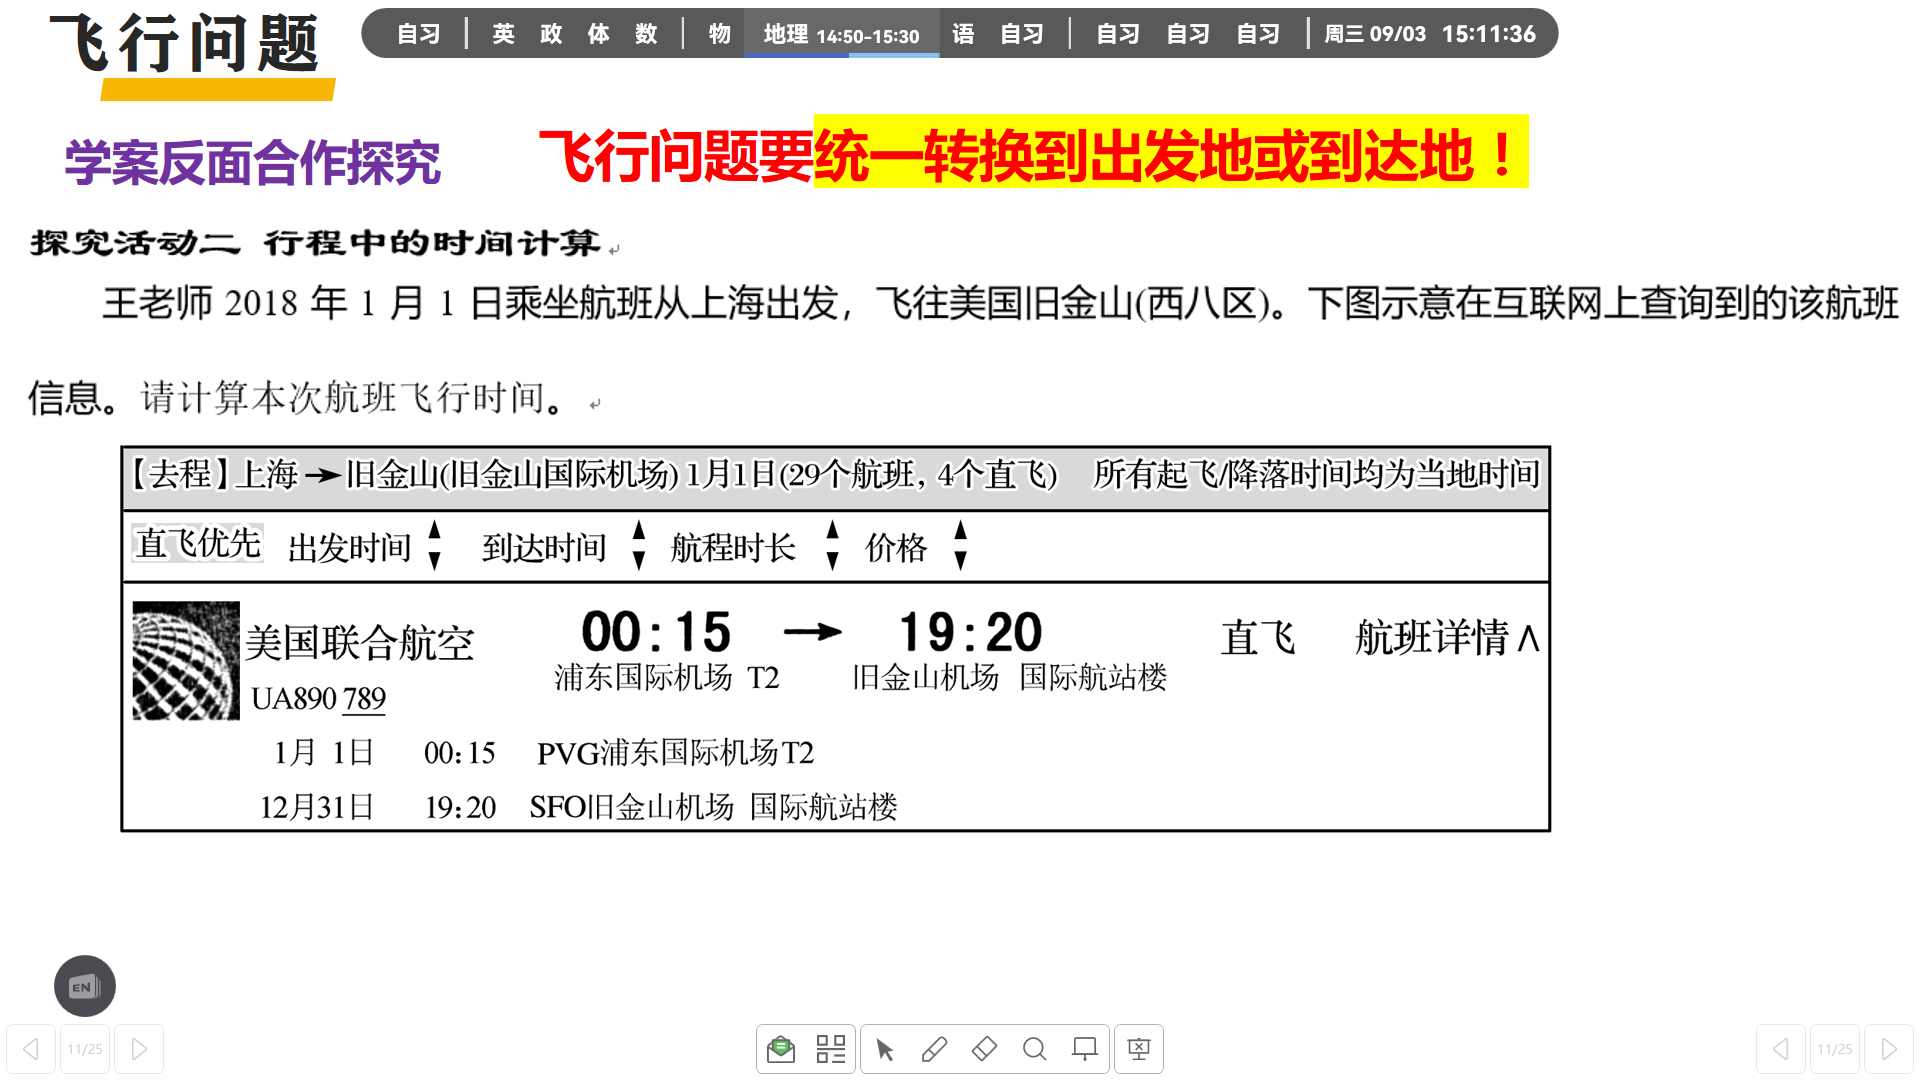 飞行问题
自习 | 英 政 体 数 | 物 地理 14:50-15:30 语 自习 | 自习 自习 自习 | 周三 09/03 15:11:36
学案反面合作探究
飞行问题要统一转换到出发地或到达地！
探究活动二 行程中的时间计算
王老师 2018 年 1 月 1 日乘坐航班从上海出发，飞往美国旧金山(西八区)。下图示意在互联网上查询到的该航班
信息。请计算本次航班飞行时间。
【去程】上海→旧金山(旧金山国际机场) 1月1日(29个航班，4个直飞) 所有起飞/降落时间均为当地时间
直飞优先 出发时间 到达时间 航程时长 价格
美国联合航空 00:15 → 19:20 直飞 航班详情∧
浦东国际机场 T2 旧金山机场 国际航站楼
UA890 789
1月 1日 00:15 PVG浦东国际机场T2
12月31日 19:20 SFO旧金山机场 国际航站楼
EN
11/25
11/25